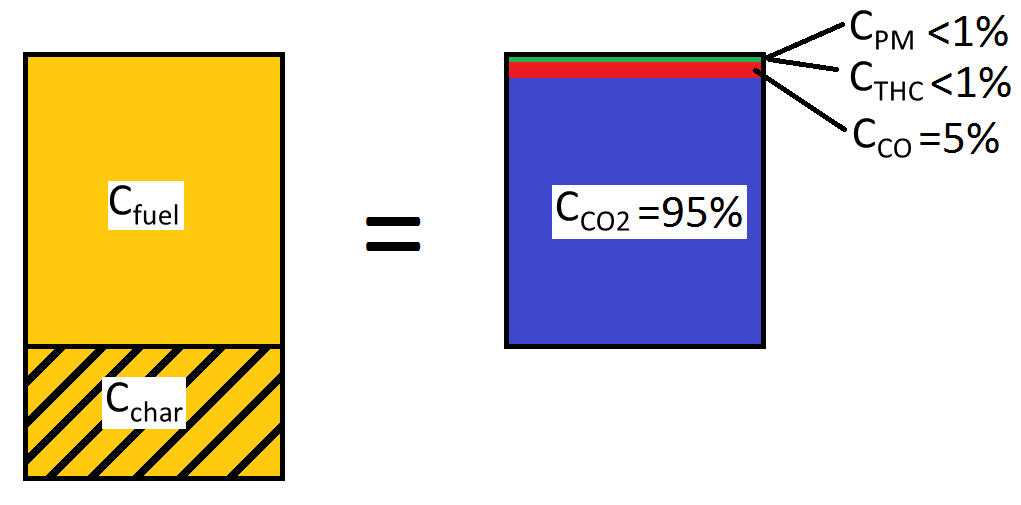 C_fuel
C_char
=
C_CO2 =95%
C_PM <1%
C_THC <1%
C_CO =5%